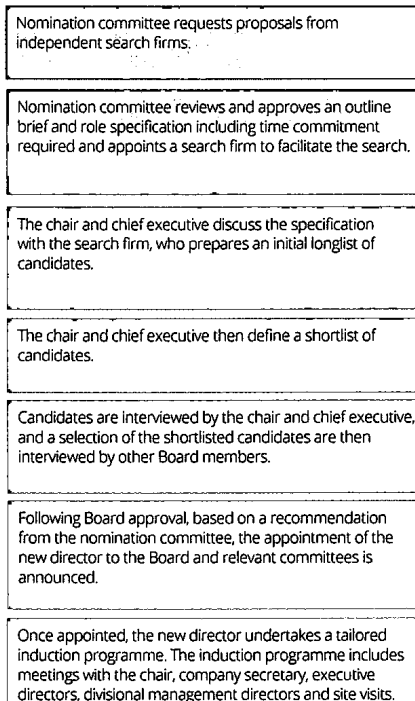 Nomination committee requests proposals from
independent search firms.
Nomination committee reviews and approves an outline
brief and role specification including time commitment
required and appoints a search firm to facilitate the search.
The chair and chief executive discuss the specification
with the search firm, who prepares an initial longlist of
candidates.
The chair and chief executive then define a shortlist of
candidates.
Candidates are interviewed by the chair and chief executive,
and a selection of the shortlisted candidates are then
interviewed by other Board members.
Following Board approval, based on a recommendation
from the nomination committee, the appointment of the
new director to the Board and relevant committees is
announced.
Once appointed, the new director undertakes a tailored
induction programme. The induction programme includes
meetings with the chair, company secretary, executive
directors, divisional management directors and site visits.